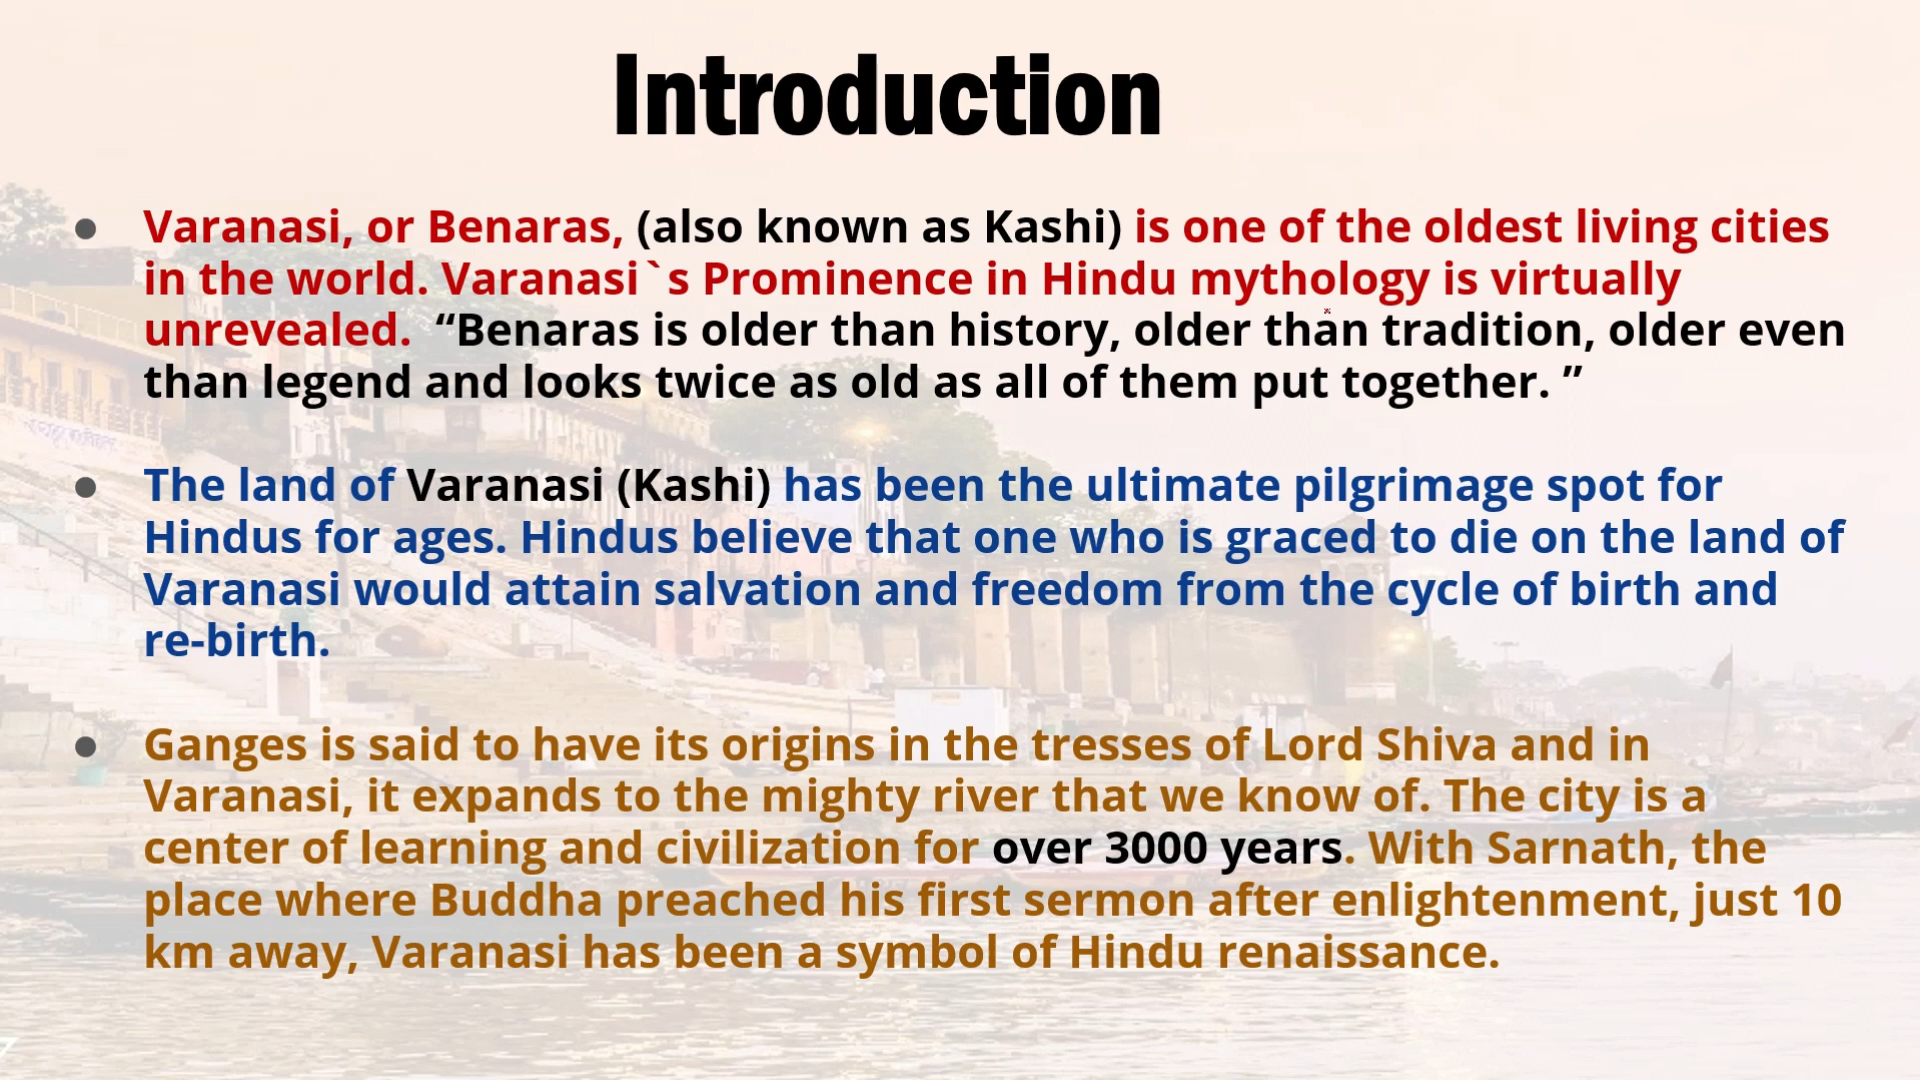 Introduction
● Varanasi, or Benaras, (also known as Kashi) is one of the oldest living cities
in the world. Varanasi`s Prominence in Hindu mythology is virtually
unrevealed. “Benaras is older than history, older than tradition, older even
than legend and looks twice as old as all of them put together. ”
● The land of Varanasi (Kashi) has been the ultimate pilgrimage spot for
Hindus for ages. Hindus believe that one who is graced to die on the land of
Varanasi would attain salvation and freedom from the cycle of birth and
re-birth.
● Ganges is said to have its origins in the tresses of Lord Shiva and in
Varanasi, it expands to the mighty river that we know of. The city is a
center of learning and civilization for over 3000 years. With Sarnath, the
place where Buddha preached his first sermon after enlightenment, just 10
km away, Varanasi has been a symbol of Hindu renaissance.